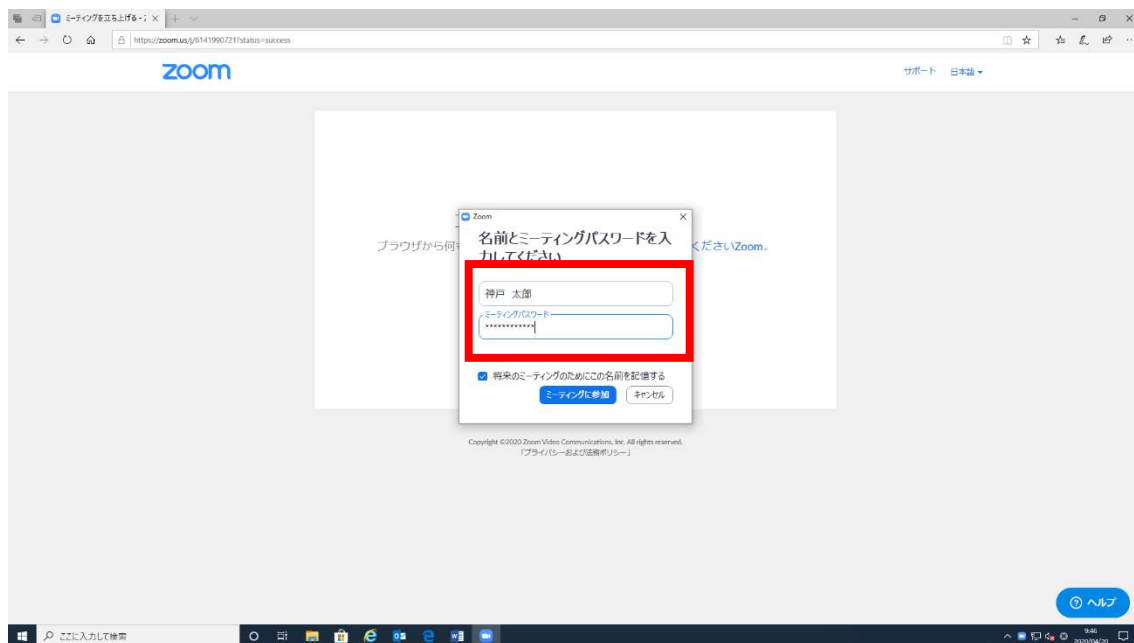 ミーティングを立ち上げる -
https://zoom.us/j/6141990721?status=success
zoom
サポート 日本語
Zoom
名前とミーティングパスワードを入
力してください
ブラウザから何
くださいZoom。
神戸 太郎
ミーティングパスワード
************
将来のミーティングのためにこの名前を記憶する
ミーティングに参加 キャンセル
Copyright ©2020 Zoom Video Communications, Inc. All rights reserved.
「プライバシーおよび法務ポリシー」
ヘルプ
ここに入力して検索
9:46
2020/04/20